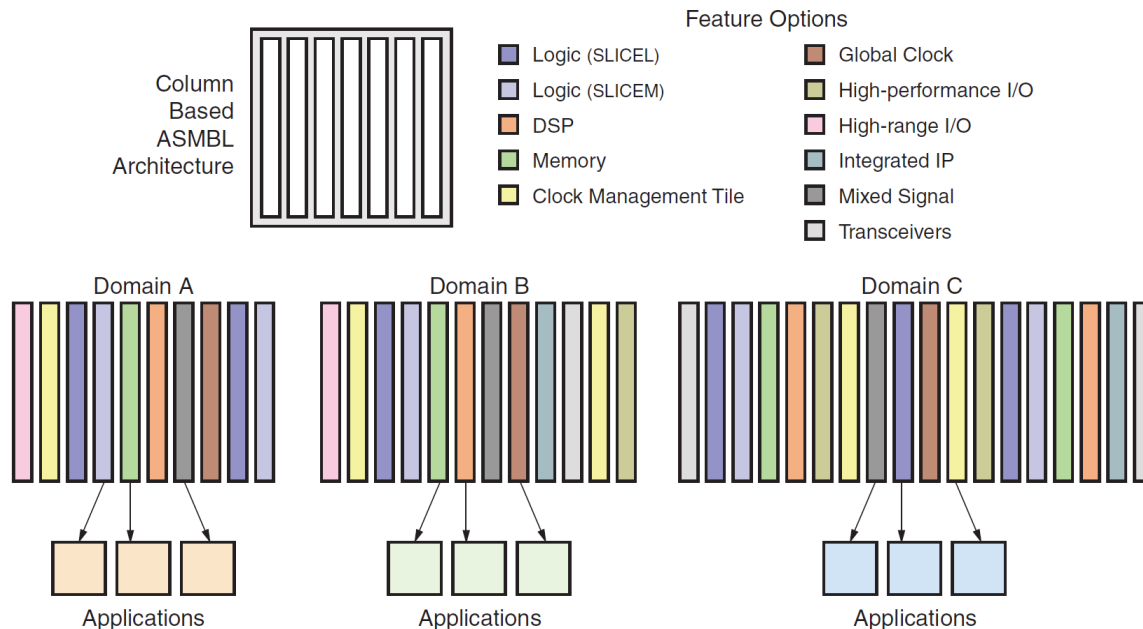 Feature Options
Column
Based
ASMBL
Architecture
Logic (SLICEL)
Logic (SLICEM)
DSP
Memory
Clock Management Tile
Global Clock
High-performance I/O
High-range I/O
Integrated IP
Mixed Signal
Transceivers
Domain A
Domain B
Domain C
Applications
Applications
Applications